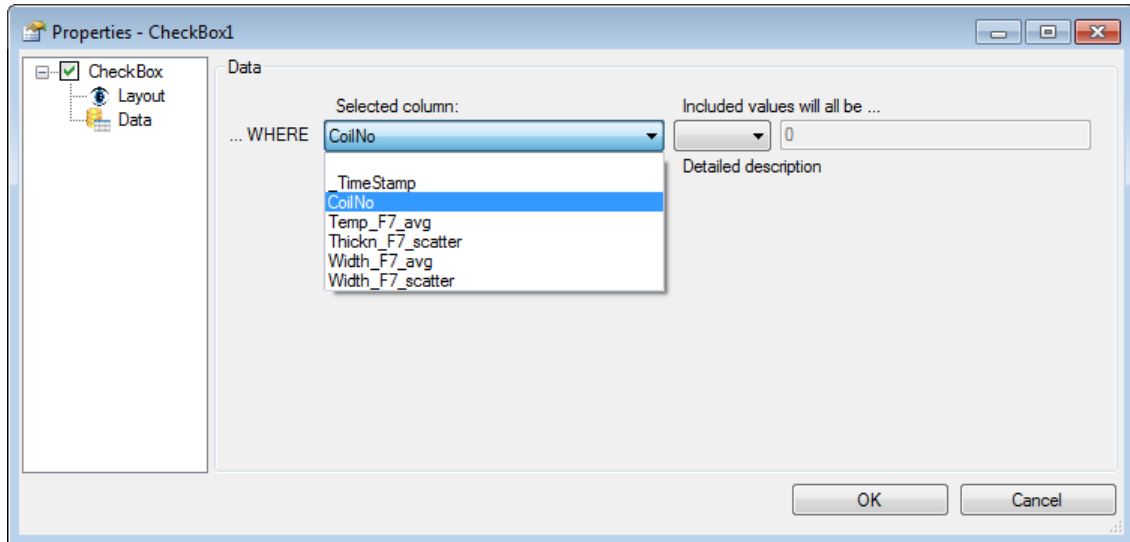 Properties - CheckBox1
CheckBox
Layout
Data
Data
Selected column:
Included values will all be ...
... WHERE
CoilNo
0
Detailed description
_TimeStamp
CoilNo
Temp_F7_avg
Thickn_F7_scatter
Width_F7_avg
Width_F7_scatter
OK
Cancel